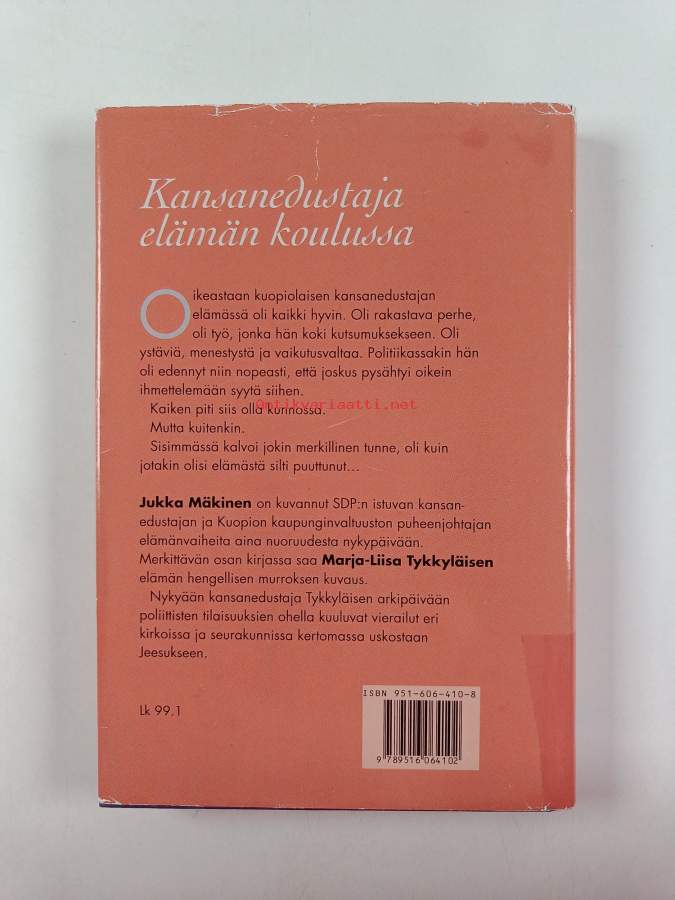 Kansanedustaja
elämän koulussa
Oikeastaan kuopiolaisen kansanedustajan
elämässä oli kaikki hyvin. Oli rakastava perhe,
oli työ, jonka hän koki kutsumuksekseen. Oli
ystäviä, menestystä ja vaikutusvaltaa. Politiikassakin hän
oli edennyt niin nopeasti, että joskus pysähtyi oikein
ihmettelemään syytä siihen.
Kaiken piti siis olla kunnossa.
Antikvariaatti.net
Mutta kuitenkin.
Sisimmässä kalvoi jokin merkillinen tunne, oli kuin
jotakin olisi elämästä silti puuttunut...
Jukka Mäkinen on kuvannut SDP:n istuvan kansan-
edustajan ja Kuopion kaupunginvaltuuston puheenjohtajan
elämänvaiheita aina nuoruudesta nykypäivään.
Merkittävän osan kirjassa saa Marja-Liisa Tykkyläisen
elämän hengellisen murroksen kuvaus.
Nykyään kansanedustaja Tykkyläisen arkipäivään
poliittisten tilaisuuksien ohella kuuluvat vierailut eri
kirkoissa ja seurakunnissa kertomassa uskostaan
Jeesukseen.
ISBN 951-606-410-8
Lk 99.1
9 789516 064102